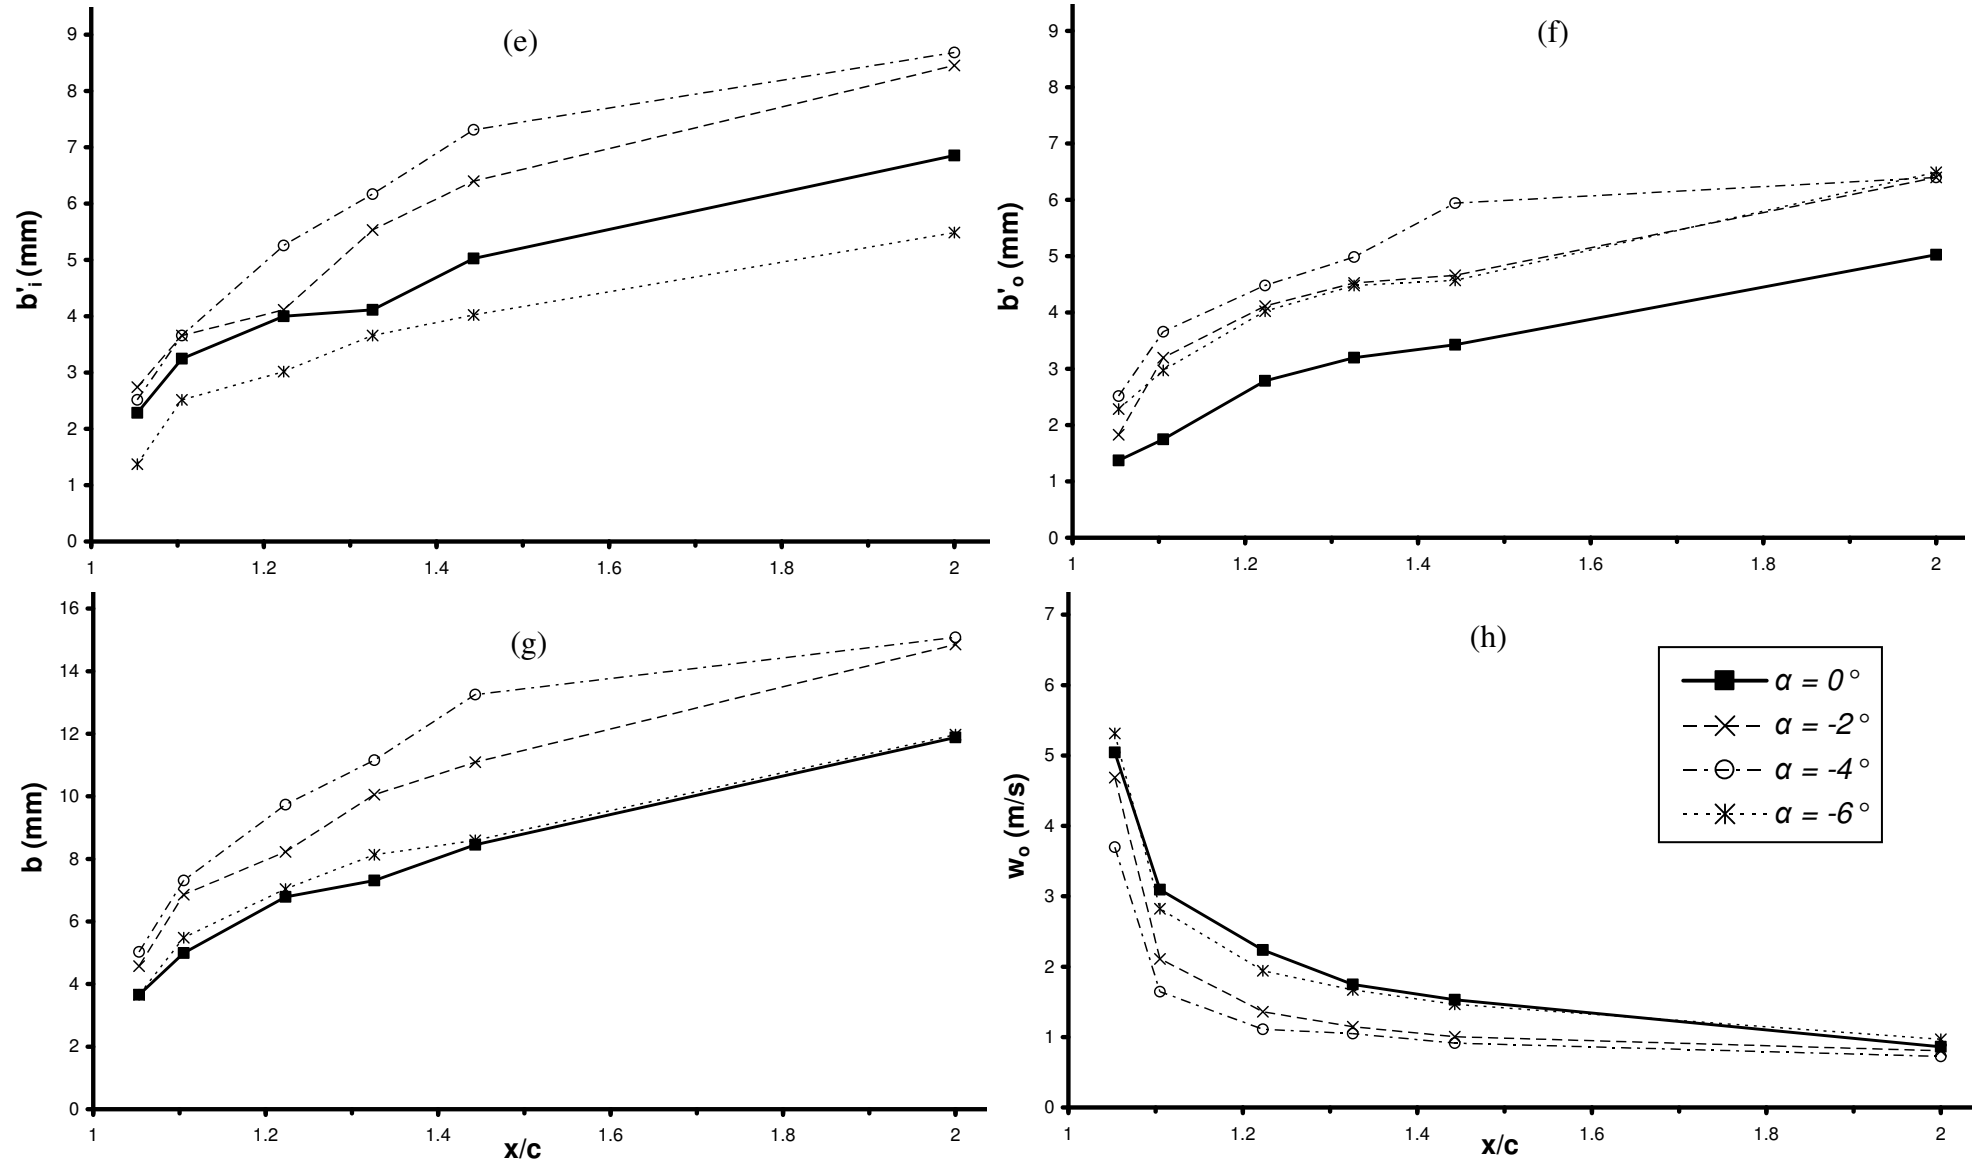 (e)
9
8
7
6
5
4
3
2
1
0
b'i (mm)
1 1.2 1.4 1.6 1.8 2
(f)
9
8
7
6
5
4
3
2
1
0
b'o (mm)
1 1.2 1.4 1.6 1.8 2
(g)
16
14
12
10
8
6
4
2
0
b (mm)
1 1.2 1.4 1.6 1.8 2
x/c
(h)
7
6
5
4
3
2
1
0
wo (m/s)
α = 0°
α = -2°
α = -4°
α = -6°
1 1.2 1.4 1.6 1.8 2
x/c